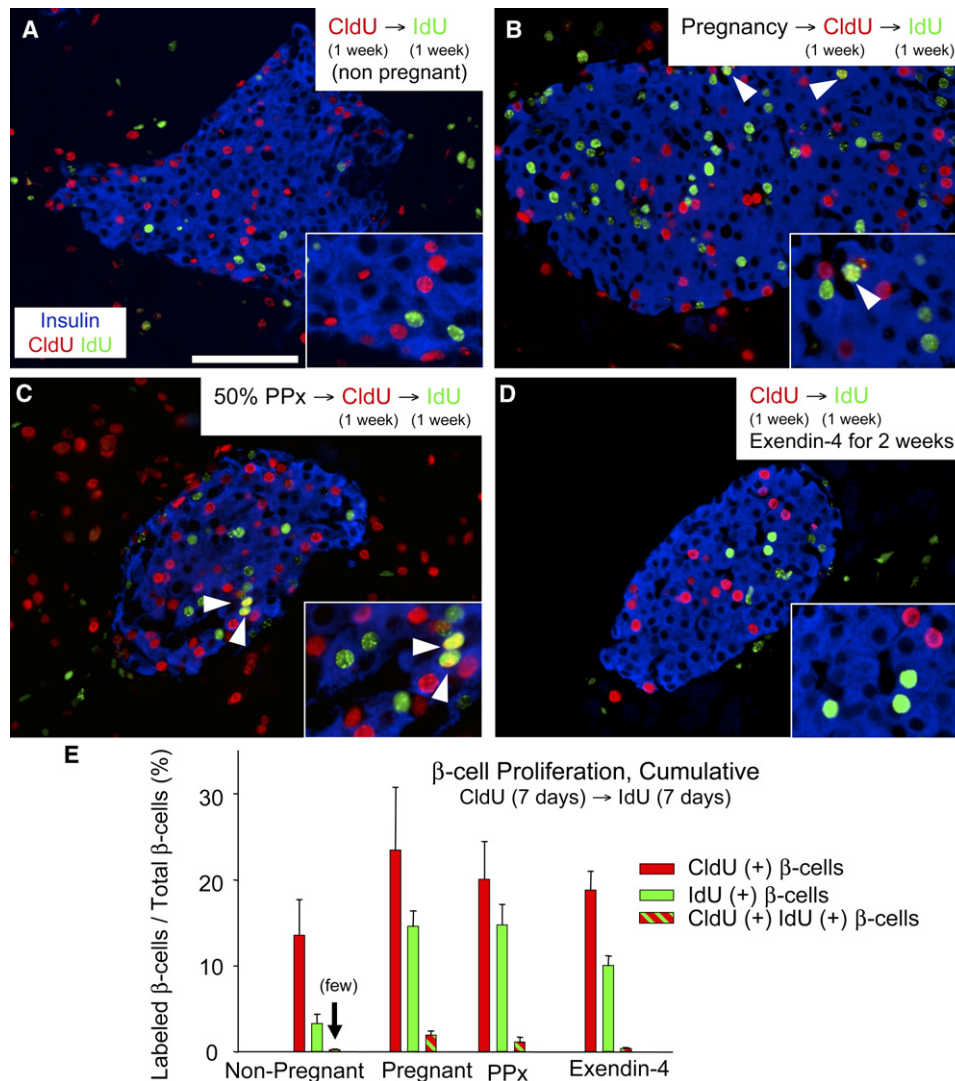 A
CldU → IdU
(1 week) (1 week)
(non pregnant)
Insulin
CldU IdU
B
Pregnancy → CldU → IdU
(1 week) (1 week)
C
50% PPx → CldU → IdU
(1 week) (1 week)
D
CldU → IdU
(1 week) (1 week)
Exendin-4 for 2 weeks
E
β-cell Proliferation, Cumulative
CldU (7 days) → IdU (7 days)
Labeled β-cells / Total β-cells (%)
30
20
10
0
(few)
CldU (+) β-cells
IdU (+) β-cells
CldU (+) IdU (+) β-cells
Non-Pregnant Pregnant PPx Exendin-4